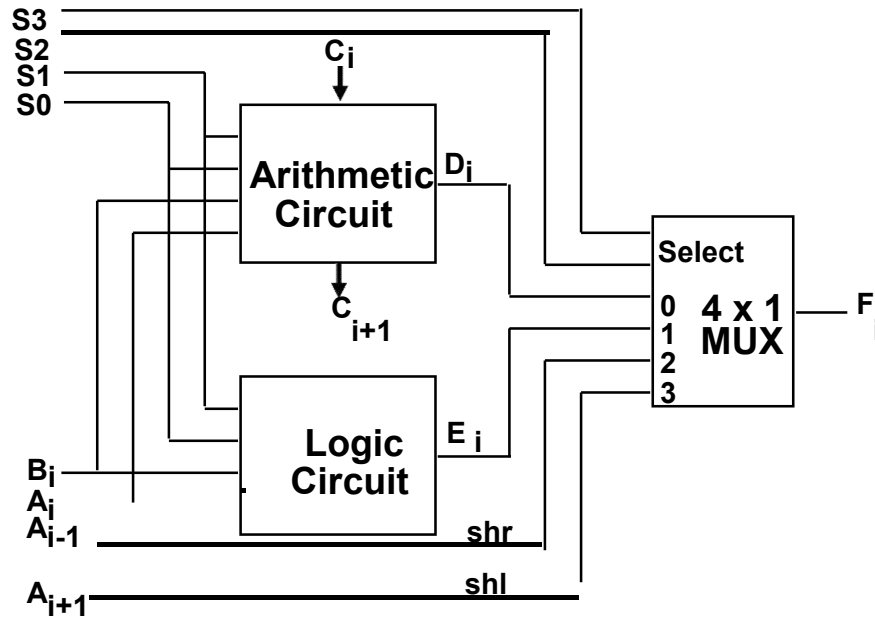 S3
S2
S1
S0
Ci
Arithmetic
Circuit
Di
Ci+1
Select
0
1
2
3
4 x 1
MUX
Fi
Logic
Circuit
Ei
Bi
Ai
Ai-1
shr
shl
Ai+1